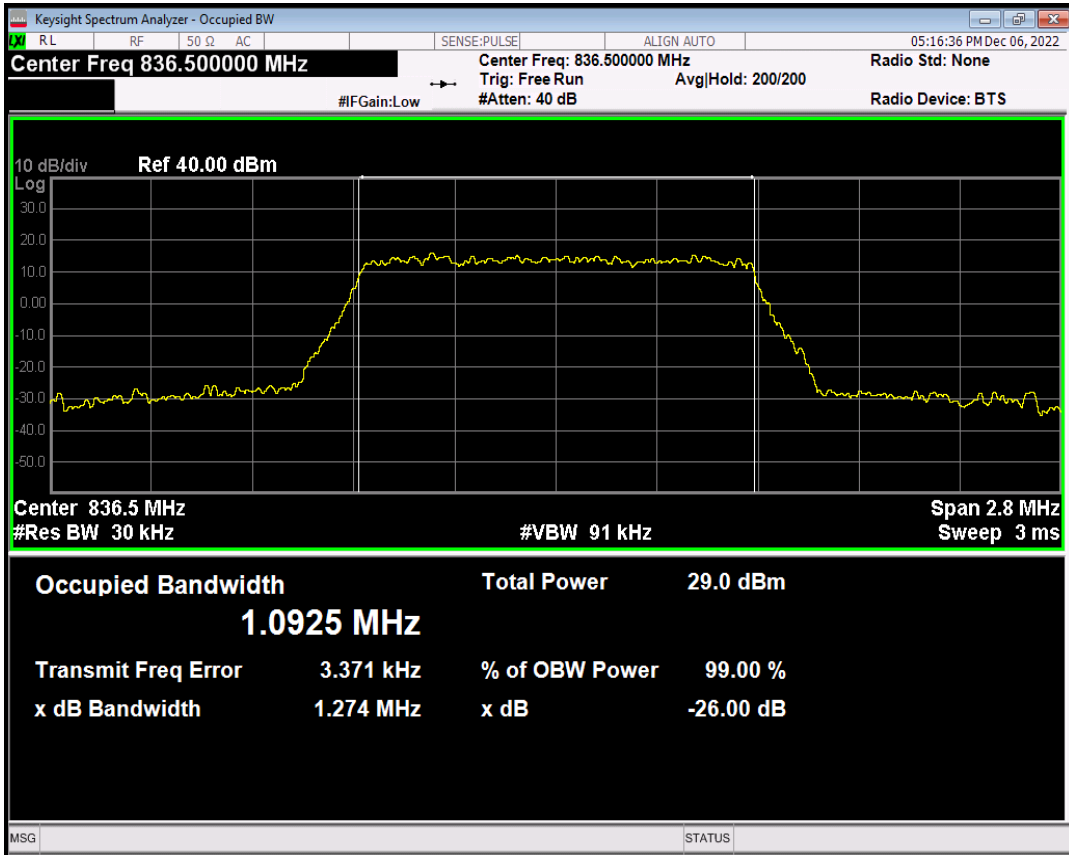 Keysight Spectrum Analyzer - Occupied BW
LXI RL RF 50 Ω AC SENSE:PULSE ALIGN AUTO 05:16:36 PM Dec 06, 2022
Center Freq 836.500000 MHz Center Freq: 836.500000 MHz Radio Std: None
Trig: Free Run Avg|Hold: 200/200
#IFGain:Low #Atten: 40 dB Radio Device: BTS
10 dB/div Ref 40.00 dBm
Log
30.0
20.0
10.0
0.00
-10.0
-20.0
-30.0
-40.0
-50.0
Center 836.5 MHz Span 2.8 MHz
#Res BW 30 kHz #VBW 91 kHz Sweep 3 ms
Occupied Bandwidth Total Power 29.0 dBm
1.0925 MHz
Transmit Freq Error 3.371 kHz % of OBW Power 99.00 %
x dB Bandwidth 1.274 MHz x dB -26.00 dB
MSG STATUS